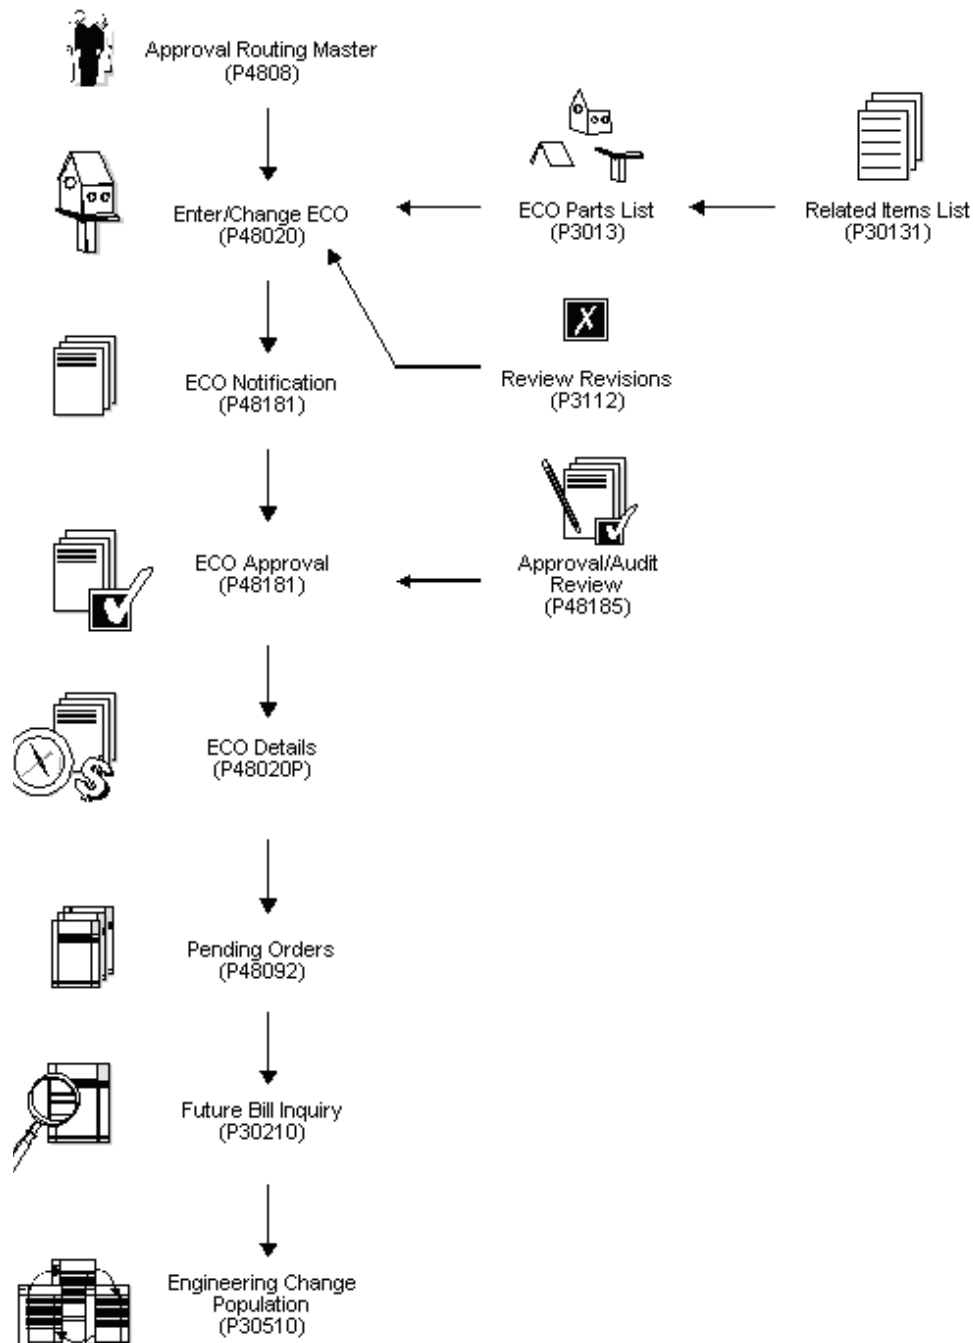 Approval Routing Master
(P4808)
Enter/Change ECO
(P48020)
ECO Parts List
(P3013)
Related Items List
(P30131)
ECO Notification
(P48181)
Review Revisions
(P3112)
ECO Approval
(P48181)
Approval/Audit
Review
(P48185)
ECO Details
(P48020P)
Pending Orders
(P48092)
Future Bill Inquiry
(P30210)
Engineering Change
Population
(P30510)